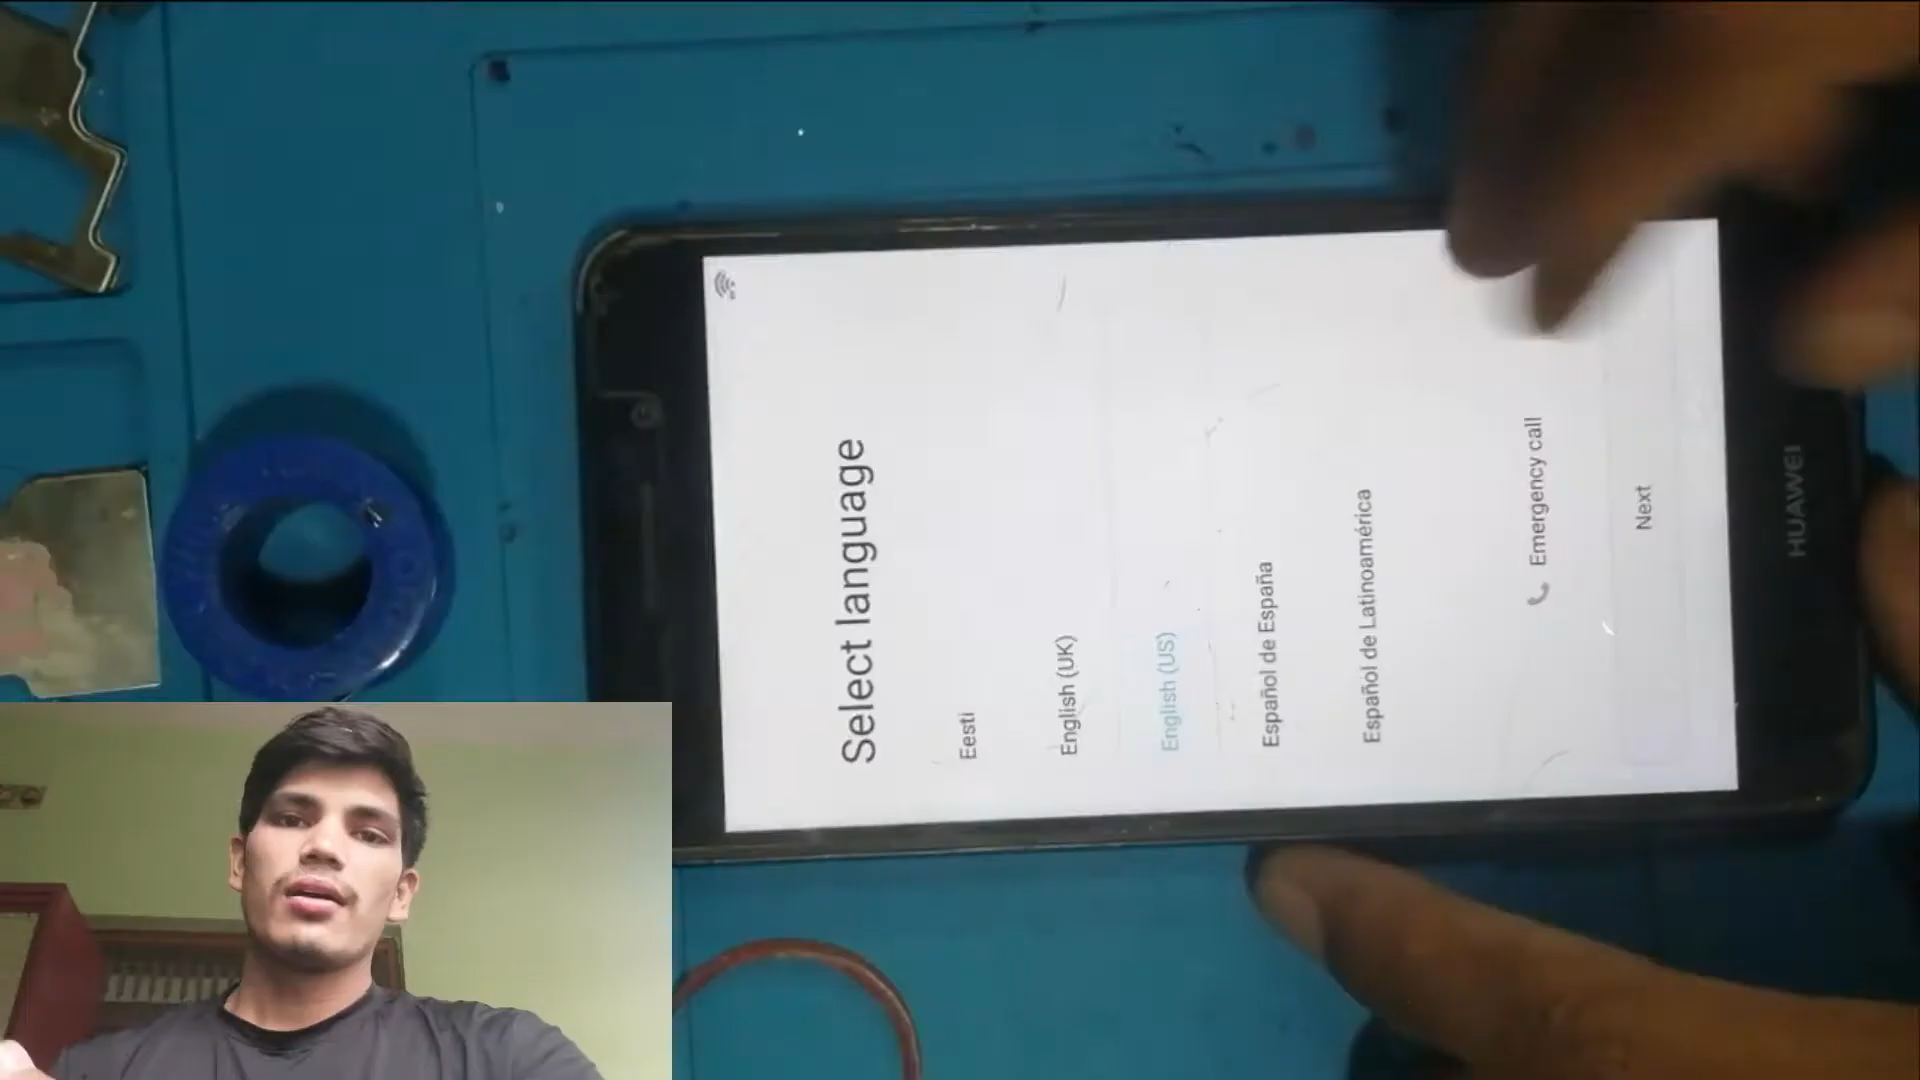 Select language
Eesti
English (UK)
English (US)
Español de España
Español de Latinoamérica
Emergency call
Next
HUAWEI